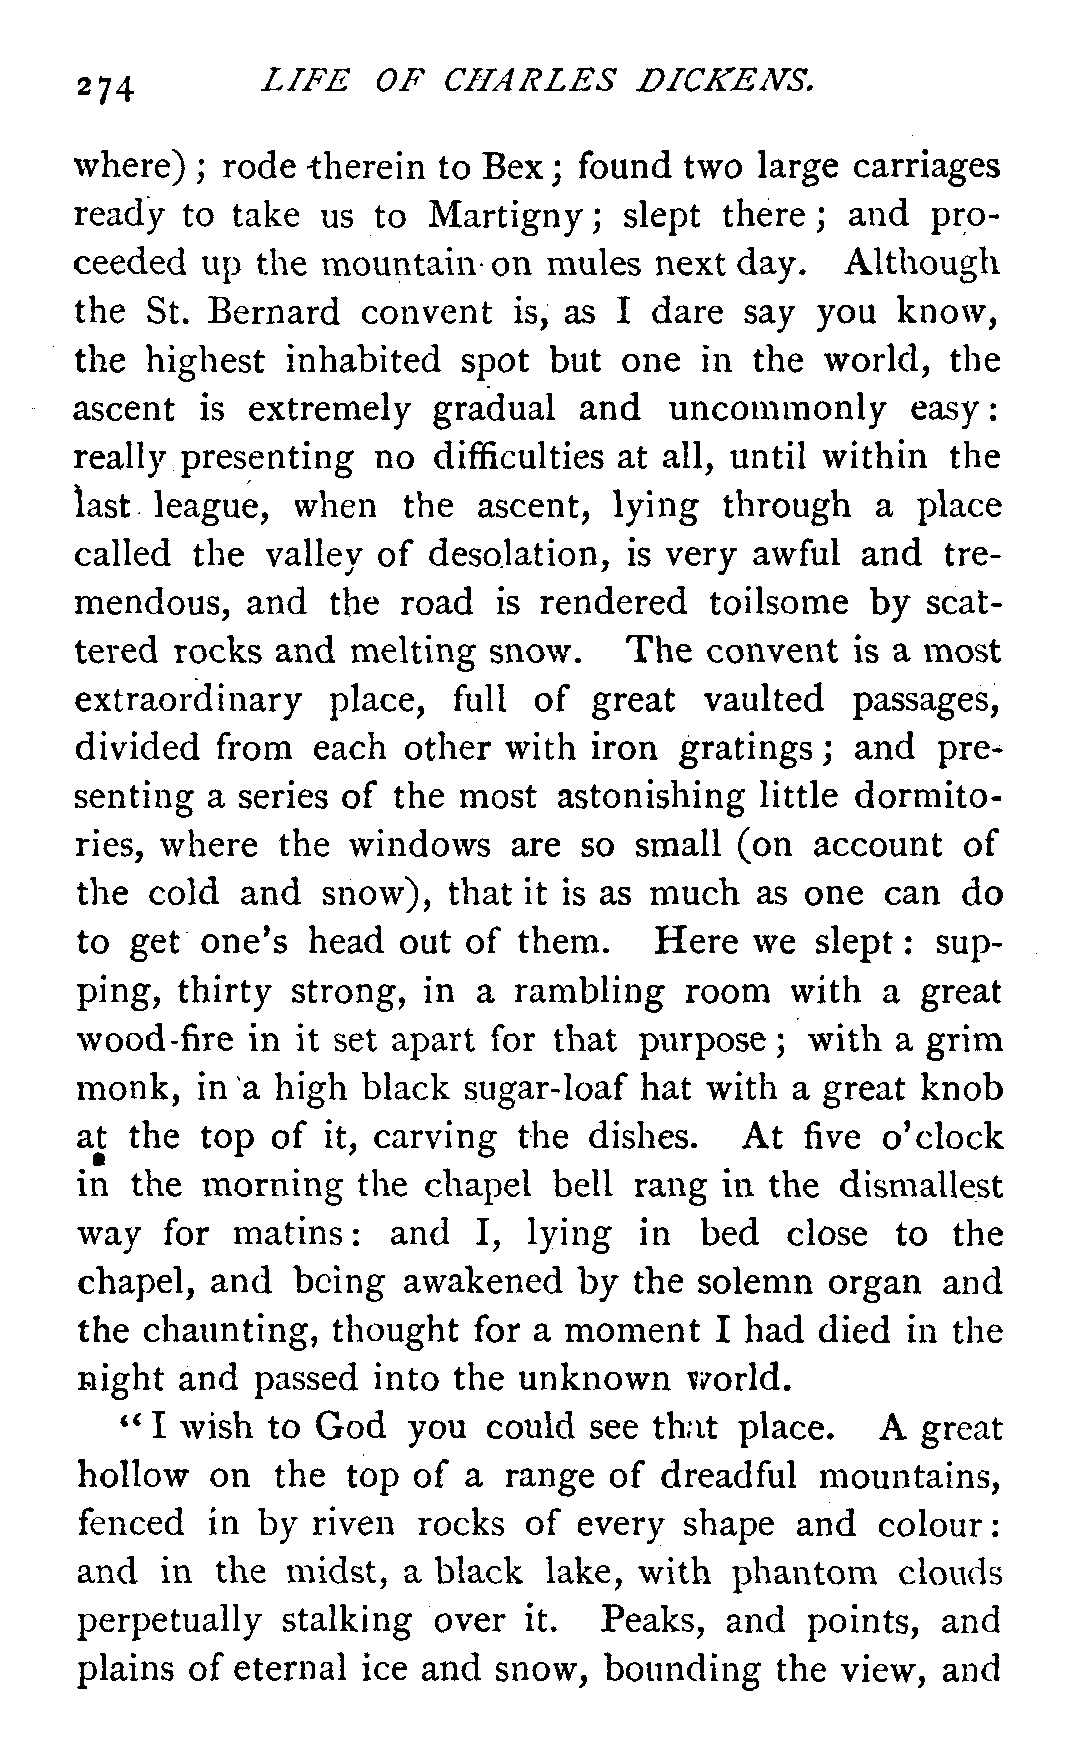 274 LIFE OF CHARLES DICKENS.
where) ; rode therein to Bex ; found two large carriages
ready to take us to Martigny ; slept there ; and pro-
ceeded up the mountain on mules next day. Although
the St. Bernard convent is, as I dare say you know,
the highest inhabited spot but one in the world, the
ascent is extremely gradual and uncommonly easy :
really presenting no difficulties at all, until within the
last league, when the ascent, lying through a place
called the valley of desolation, is very awful and tre-
mendous, and the road is rendered toilsome by scat-
tered rocks and melting snow. The convent is a most
extraordinary place, full of great vaulted passages,
divided from each other with iron gratings ; and pre-
senting a series of the most astonishing little dormito-
ries, where the windows are so small (on account of
the cold and snow), that it is as much as one can do
to get one's head out of them. Here we slept : sup-
ping, thirty strong, in a rambling room with a great
wood-fire in it set apart for that purpose ; with a grim
monk, in a high black sugar-loaf hat with a great knob
at the top of it, carving the dishes. At five o'clock
in the morning the chapel bell rang in the dismallest
way for matins : and I, lying in bed close to the
chapel, and being awakened by the solemn organ and
the chaunting, thought for a moment I had died in the
night and passed into the unknown world.
“ I wish to God you could see that place. A great
hollow on the top of a range of dreadful mountains,
fenced in by riven rocks of every shape and colour :
and in the midst, a black lake, with phantom clouds
perpetually stalking over it. Peaks, and points, and
plains of eternal ice and snow, bounding the view, and